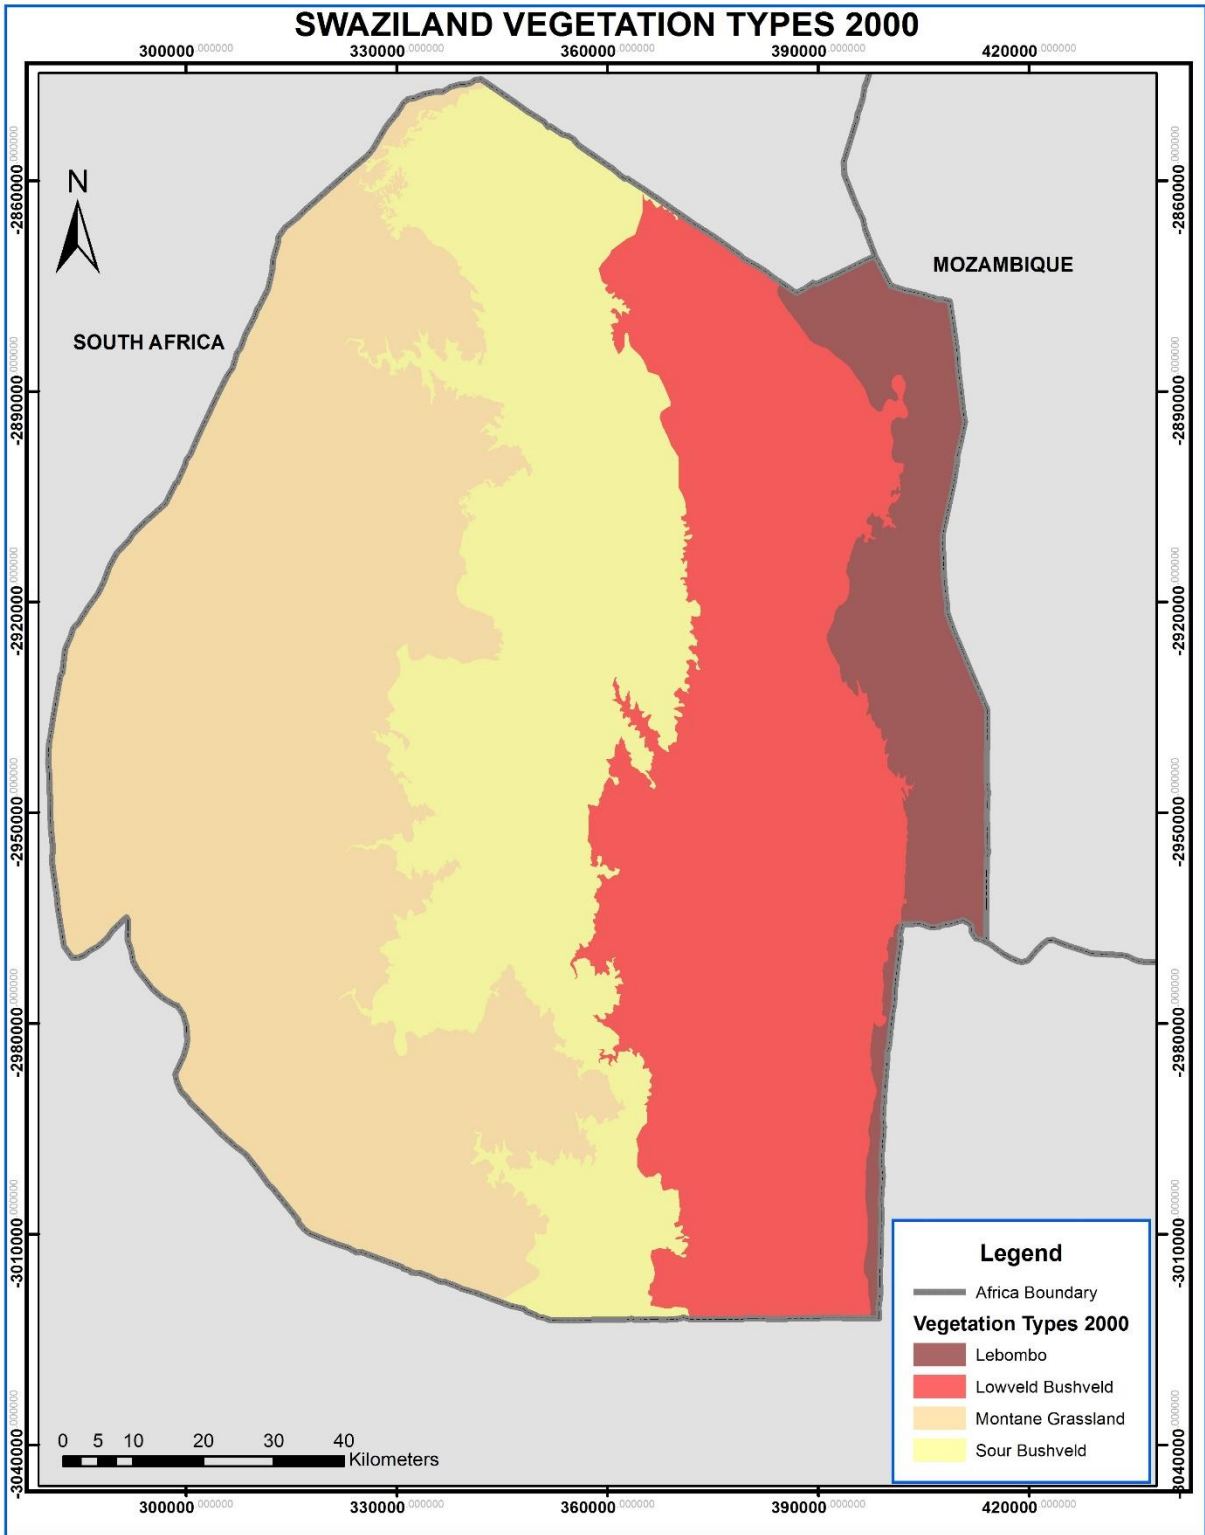 SWAZILAND VEGETATION TYPES 2000
300000.000000 330000.000000 360000.000000 390000.000000 420000.000000
-2860000.000000
-2890000.000000
-2920000.000000
-2950000.000000
-2980000.000000
-3010000.000000
-3040000.000000
N
SOUTH AFRICA
MOZAMBIQUE
-2860000.000000
-2890000.000000
-2920000.000000
-2950000.000000
-2980000.000000
-3010000.000000
-3040000.000000
Legend
Africa Boundary
Vegetation Types 2000
Lebombo
Lowveld Bushveld
Montane Grassland
Sour Bushveld
0 5 10 20 30 40
Kilometers
300000.000000 330000.000000 360000.000000 390000.000000 420000.000000